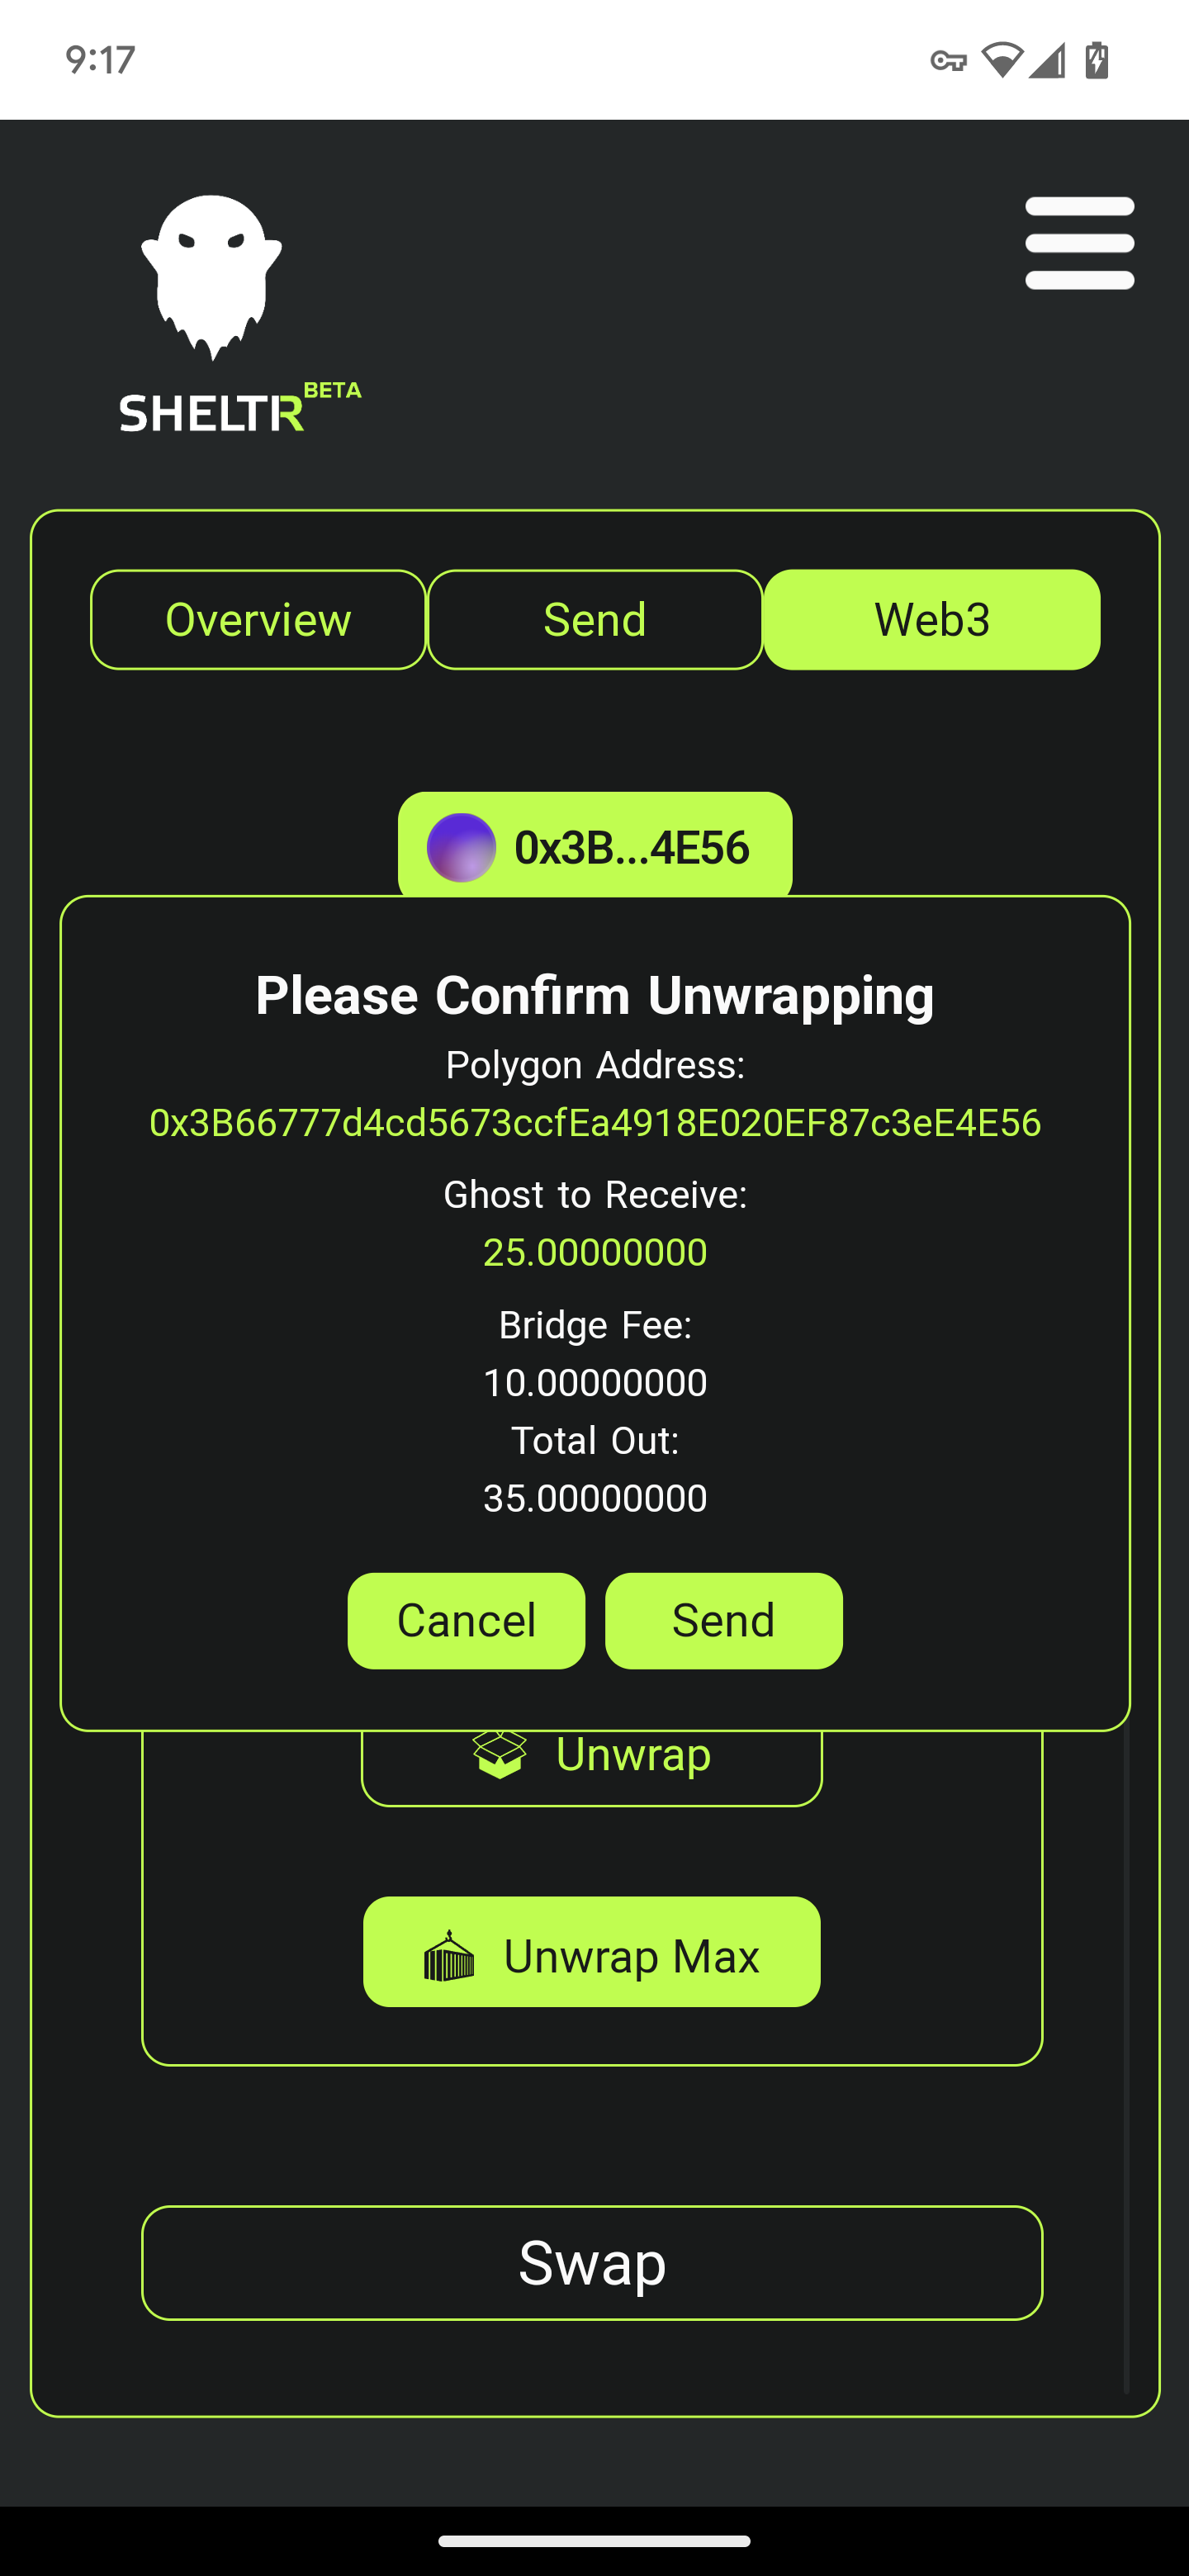 9:17
SHELTR BETA
Overview
Send
Web3
0x3B...4E56
Please Confirm Unwrapping
Polygon Address:
0x3B66777d4cd5673ccfEa4918E020EF87c3eE4E56
Ghost to Receive:
25.00000000
Bridge Fee:
10.00000000
Total Out:
35.00000000
Cancel
Send
Unwrap
Unwrap Max
Swap